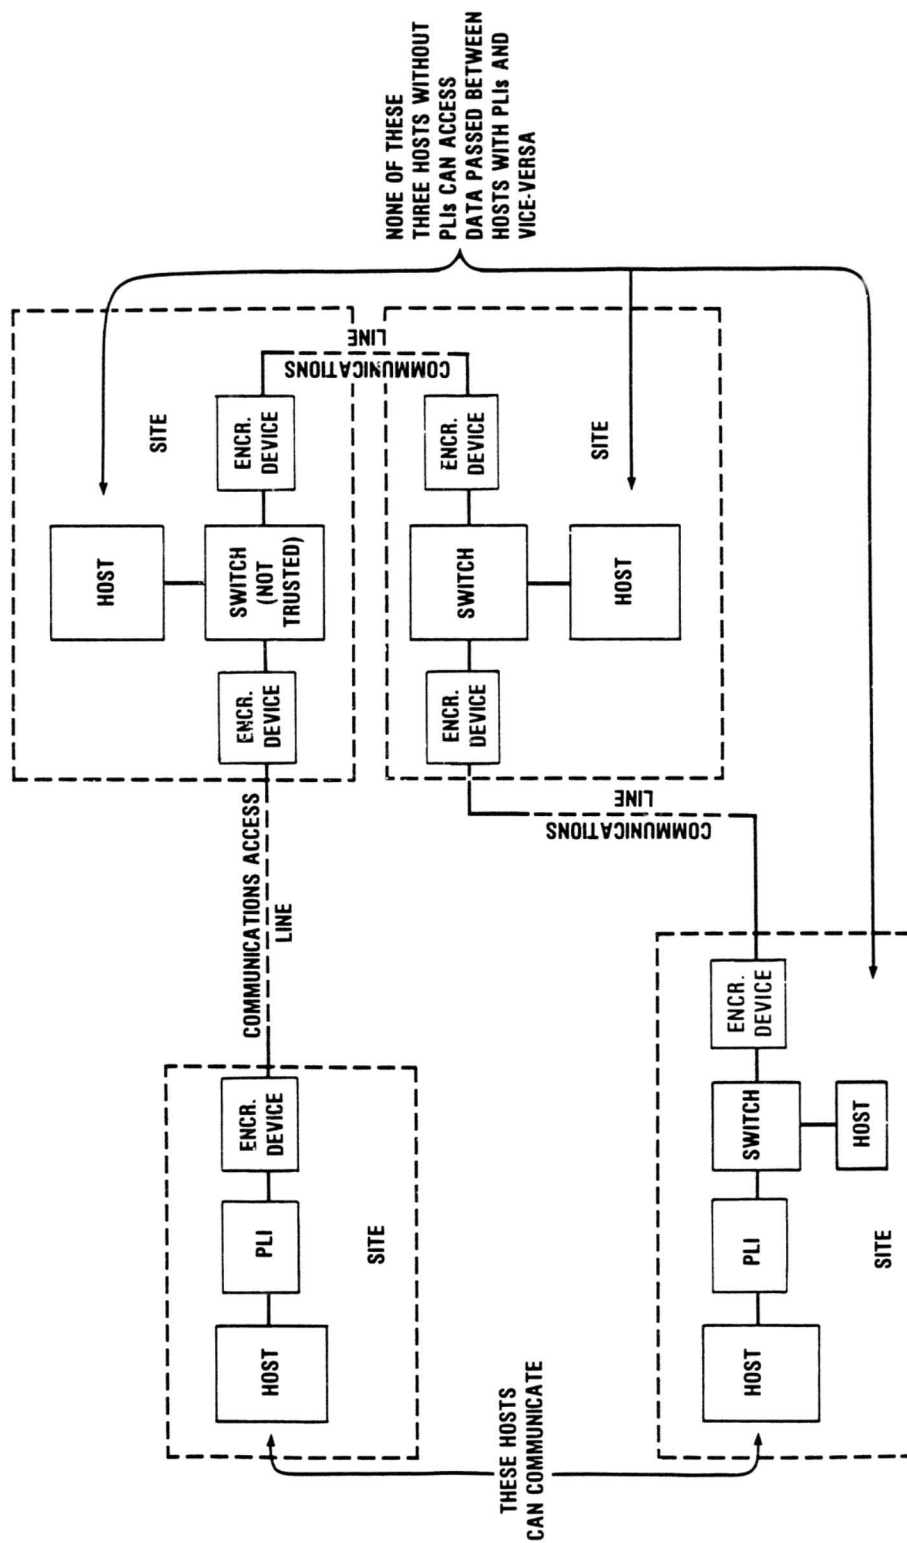 THESE HOSTS
CAN COMMUNICATE
HOST
PLI
ENCR.
DEVICE
SITE
COMMUNICATIONS ACCESS
LINE
ENCR.
DEVICE
HOST
SWITCH
(NOT
TRUSTED)
ENCR.
DEVICE
SITE
COMMUNICATIONS
LINE
ENCR.
DEVICE
SWITCH
HOST
ENCR.
DEVICE
SITE
COMMUNICATIONS
LINE
HOST
PLI
SWITCH
HOST
ENCR.
DEVICE
SITE
NONE OF THESE
THREE HOSTS WITHOUT
PLIs CAN ACCESS
DATA PASSED BETWEEN
HOSTS WITH PLIs AND
VICE-VERSA